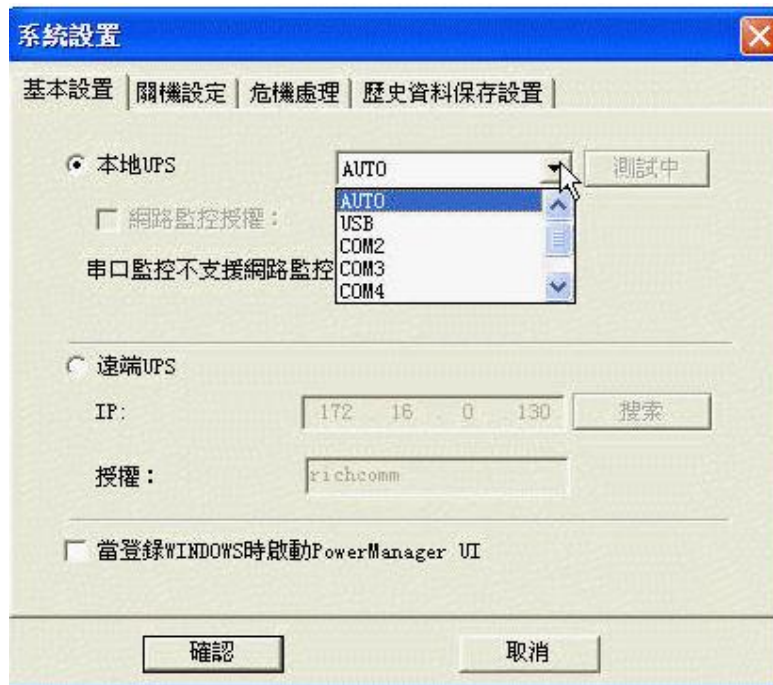 系統設置
基本設置 關機設定 危機處理 歷史資料保存設置
本地UPS AUTO 測試中
AUTO
網路監控授權：
USB
COM2
串口監控不支援網路監控 COM3
COM4
遠端UPS
IP: 172 . 16 . 0 . 130 搜索
授權： richcomm
當登錄WINDOWS時啟動PowerManager UI
確認 取消